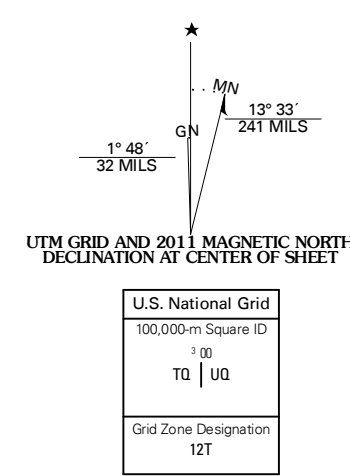 ★
MN
GN
13° 33´
241 MILS
1° 48´
32 MILS
UTM GRID AND 2011 MAGNETIC NORTH
DECLINATION AT CENTER OF SHEET
U.S. National Grid
100,000-m Square ID
3 00
TQ | UQ
Grid Zone Designation
12T